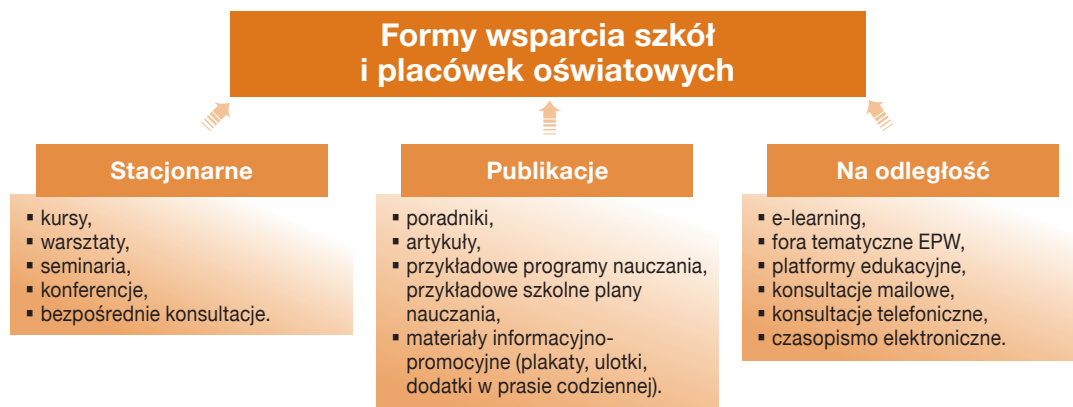 Formy wsparcia szkół
i placówek oświatowych
Stacjonarne
▪ kursy,
▪ warsztaty,
▪ seminaria,
▪ konferencje,
▪ bezpośrednie konsultacje.
Publikacje
▪ poradniki,
▪ artykuły,
▪ przykładowe programy nauczania,
przykładowe szkolne plany
nauczania,
▪ materiały informacyjno-
promocyjne (plakaty, ulotki,
dodatki w prasie codziennej).
Na odległość
▪ e-learning,
▪ fora tematyczne EPW,
▪ platformy edukacyjne,
▪ konsultacje mailowe,
▪ konsultacje telefoniczne,
▪ czasopismo elektroniczne.